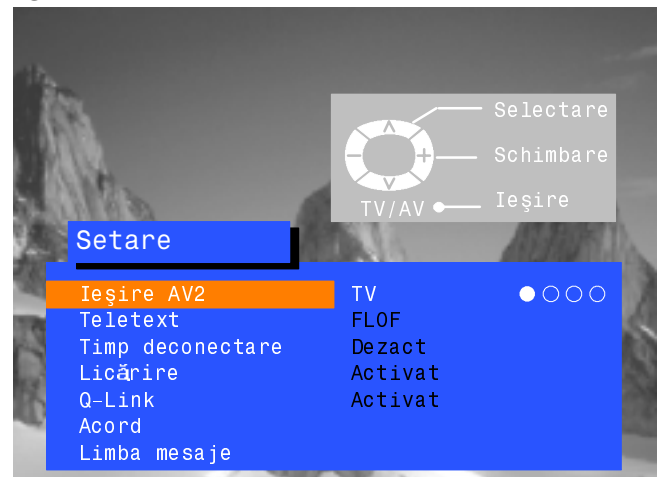 Selectare
Schimbare
TV/AV Ieşire
Setare
Ieşire AV2 TV
Teletext FLOF
Timp deconectare Dezact
Licărire Activat
Q-Link Activat
Acord
Limba mesaje